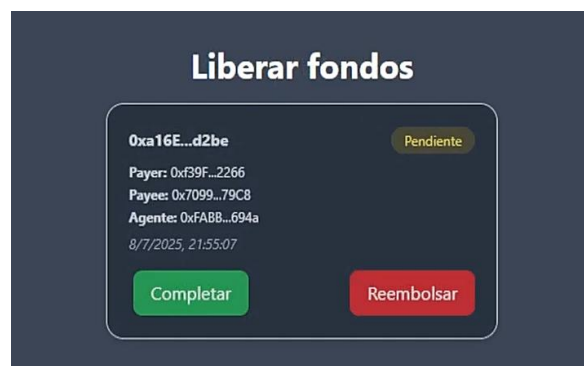 Liberar fondos
0xa16E...d2be Pendiente
Payer: 0xf39F...2266
Payee: 0x7099...79C8
Agente: 0xFABB...694a
8/7/2025, 21:55:07
Completar Reembolsar